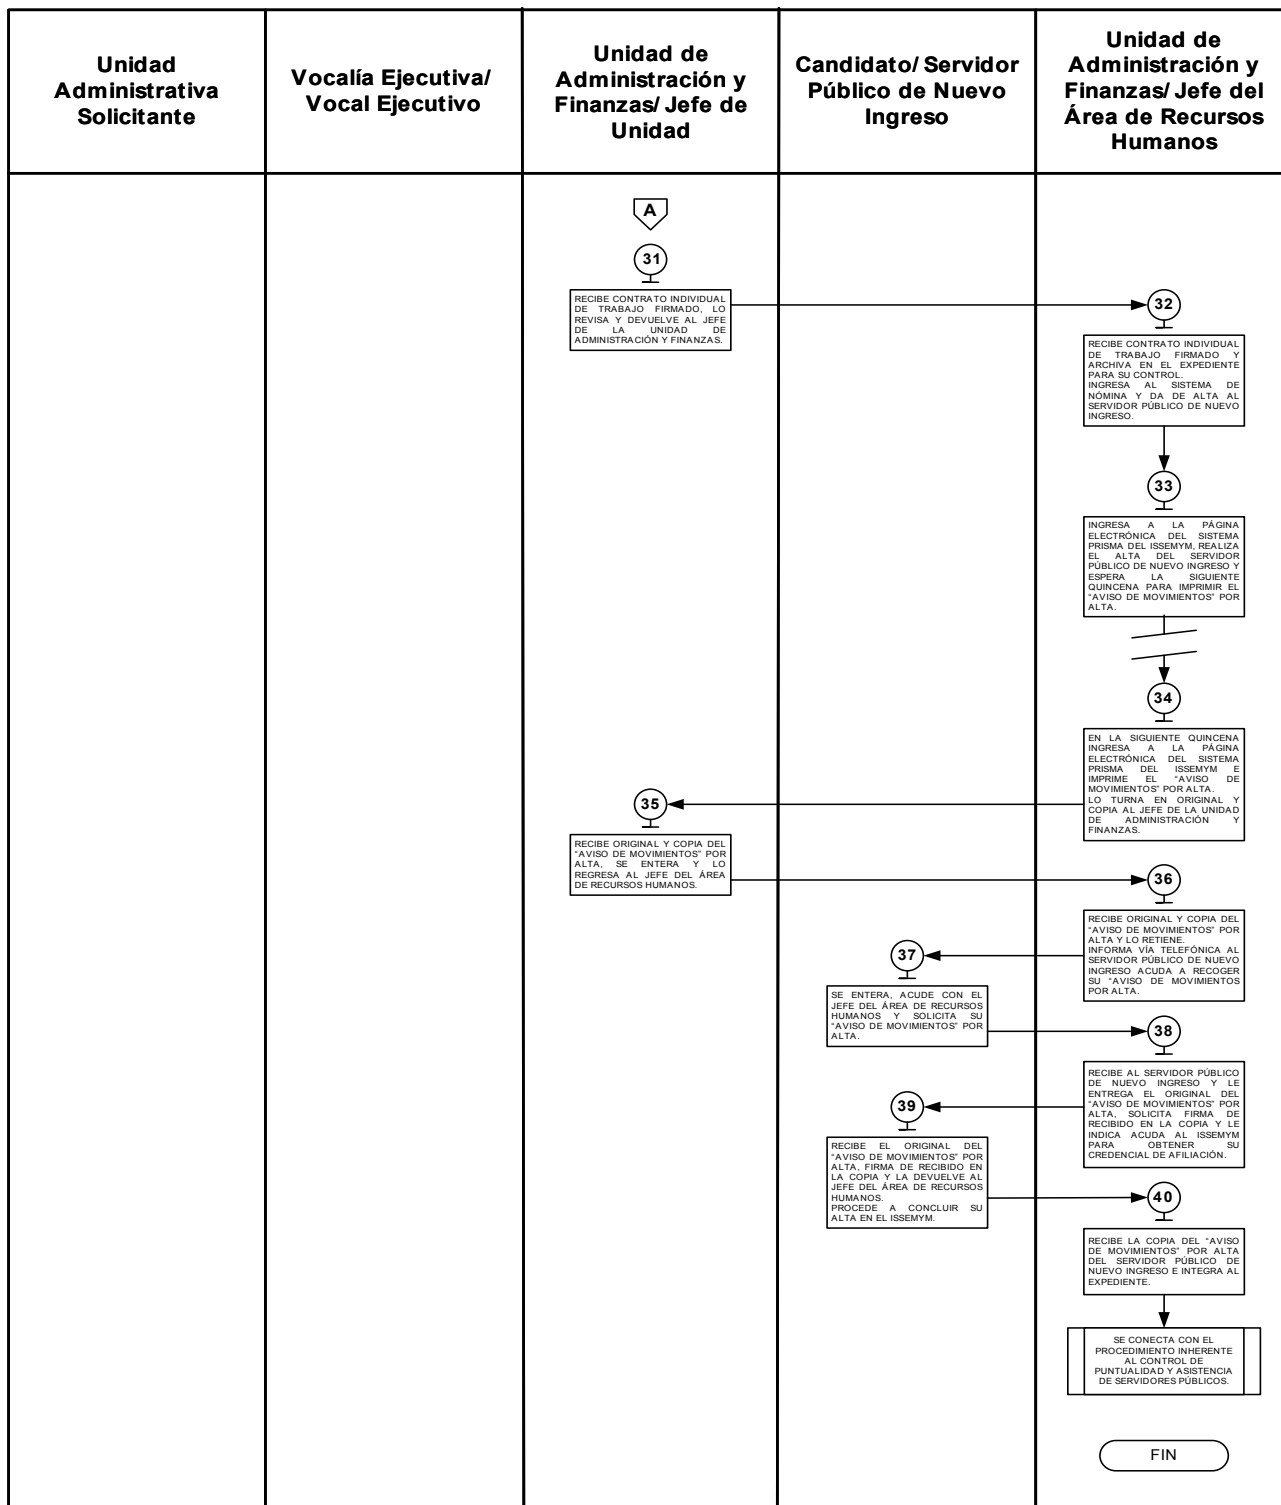 Unidad
Administrativa
Solicitante
Vocalía Ejecutiva/
Vocal Ejecutivo
Unidad de
Administración y
Finanzas/ Jefe de
Unidad
Candidato/ Servidor
Público de Nuevo
Ingreso
Unidad de
Administración y
Finanzas/ Jefe del
Área de Recursos
Humanos
A
31
RECIBE CONTRATO INDIVIDUAL
DE TRABAJO FIRMADO, LO
REVISA Y DEVUELVE AL JEFE
DE LA UNIDAD DE
ADMINISTRACIÓN Y FINANZAS.
32
RECIBE CONTRATO INDIVIDUAL
DE TRABAJO FIRMADO Y
ARCHIVA EN EL EXPEDIENTE
PARA SU CONTROL.
INGRESA AL SISTEMA DE
NÓMINA Y DA DE ALTA AL
SERVIDOR PÚBLICO DE NUEVO
INGRESO.
33
INGRESA A LA PÁGINA
ELECTRÓNICA DEL SISTEMA
PRISMA DEL ISSEMYM, REALIZA
EL ALTA DEL SERVIDOR
PÚBLICO DE NUEVO INGRESO Y
ESPERA LA SIGUIENTE
QUINCENA PARA IMPRIMIR EL
“AVISO DE MOVIMIENTOS” POR
ALTA.
34
EN LA SIGUIENTE QUINCENA
INGRESA A LA PÁGINA
ELECTRÓNICA DEL SISTEMA
PRISMA DEL ISSEMYM E
IMPRIME EL “AVISO DE
MOVIMIENTOS” POR ALTA.
LO TURNA EN ORIGINAL Y
COPIA AL JEFE DE LA UNIDAD
DE ADMINISTRACIÓN Y
FINANZAS.
35
RECIBE ORIGINAL Y COPIA DEL
“AVISO DE MOVIMIENTOS” POR
ALTA, SE ENTERA Y LO
REGRESA AL JEFE DEL ÁREA
DE RECURSOS HUMANOS.
36
RECIBE ORIGINAL Y COPIA DEL
“AVISO DE MOVIMIENTOS” POR
ALTA Y LO RETIENE.
INFORMA VÍA TELEFÓNICA AL
SERVIDOR PÚBLICO DE NUEVO
INGRESO ACUDA A RECOGER
SU “AVISO DE MOVIMIENTOS
POR ALTA.
37
SE ENTERA, ACUDE CON EL
JEFE DEL ÁREA DE RECURSOS
HUMANOS Y SOLICITA SU
“AVISO DE MOVIMIENTOS” POR
ALTA.
38
RECIBE AL SERVIDOR PÚBLICO
DE NUEVO INGRESO Y LE
ENTREGA EL ORIGINAL DEL
“AVISO DE MOVIMIENTOS” POR
ALTA, SOLICITA FIRMA DE
RECIBIDO EN LA COPIA Y LE
INDICA ACUDA AL ISSEMYM
PARA OBTENER SU
CREDENCIAL DE AFILIACIÓN.
39
RECIBE EL ORIGINAL DEL
“AVISO DE MOVIMIENTOS” POR
ALTA, FIRMA DE RECIBIDO EN
LA COPIA Y LA DEVUELVE AL
JEFE DEL ÁREA DE RECURSOS
HUMANOS.
PROCEDE A CONCLUIR SU
ALTA EN EL ISSEMYM.
40
RECIBE LA COPIA DEL “AVISO
DE MOVIMIENTOS” POR ALTA
DEL SERVIDOR PÚBLICO DE
NUEVO INGRESO E INTEGRA AL
EXPEDIENTE.
SE CONECTA CON EL
PROCEDIMIENTO INHERENTE
AL CONTROL DE
PUNTUALIDAD Y ASISTENCIA
DE SERVIDORES PÚBLICOS.
FIN